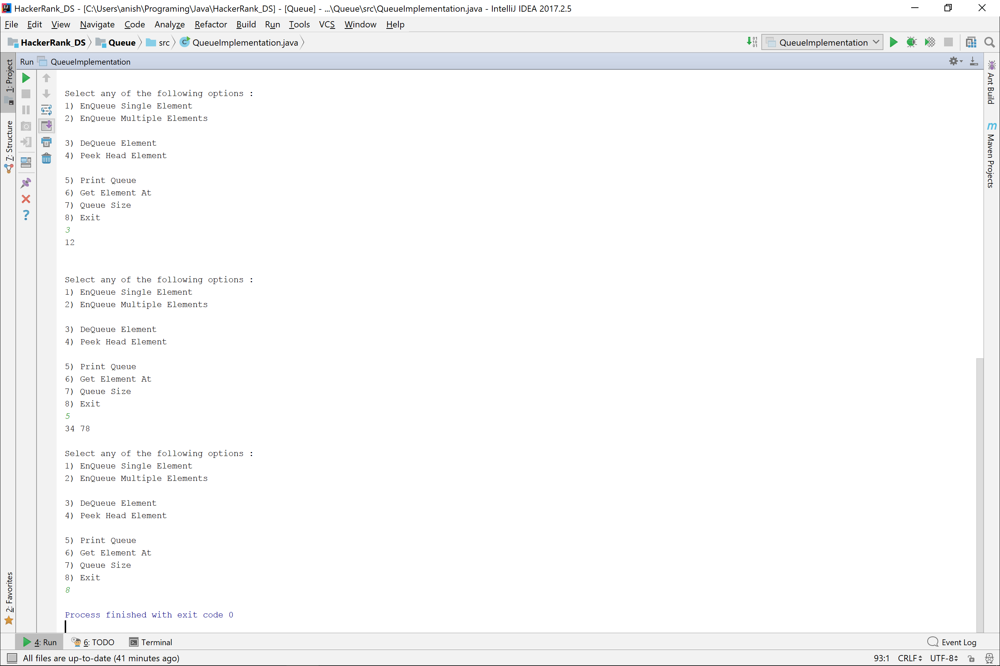 HackerRank_DS - [C:\Users\anish\Programing\Java\HackerRank_DS] - [Queue] - ...\Queue\src\QueueImplementation.java - IntelliJ IDEA 2017.2.5
File Edit View Navigate Code Analyze Refactor Build Run Tools VCS Window Help
HackerRank_DS Queue src QueueImplementation.java QueueImplementation
Run QueueImplementation
1: Project
7: Structure
2: Favorites
Ant Build
Maven Projects
Select any of the following options :
1) EnQueue Single Element
2) EnQueue Multiple Elements
3) DeQueue Element
4) Peek Head Element
5) Print Queue
6) Get Element At
7) Queue Size
8) Exit
3
12
Select any of the following options :
1) EnQueue Single Element
2) EnQueue Multiple Elements
3) DeQueue Element
4) Peek Head Element
5) Print Queue
6) Get Element At
7) Queue Size
8) Exit
5
34 78
Select any of the following options :
1) EnQueue Single Element
2) EnQueue Multiple Elements
3) DeQueue Element
4) Peek Head Element
5) Print Queue
6) Get Element At
7) Queue Size
8) Exit
8
Process finished with exit code 0
4: Run 6: TODO Terminal Event Log
All files are up-to-date (41 minutes ago) 93:1 CRLF UTF-8